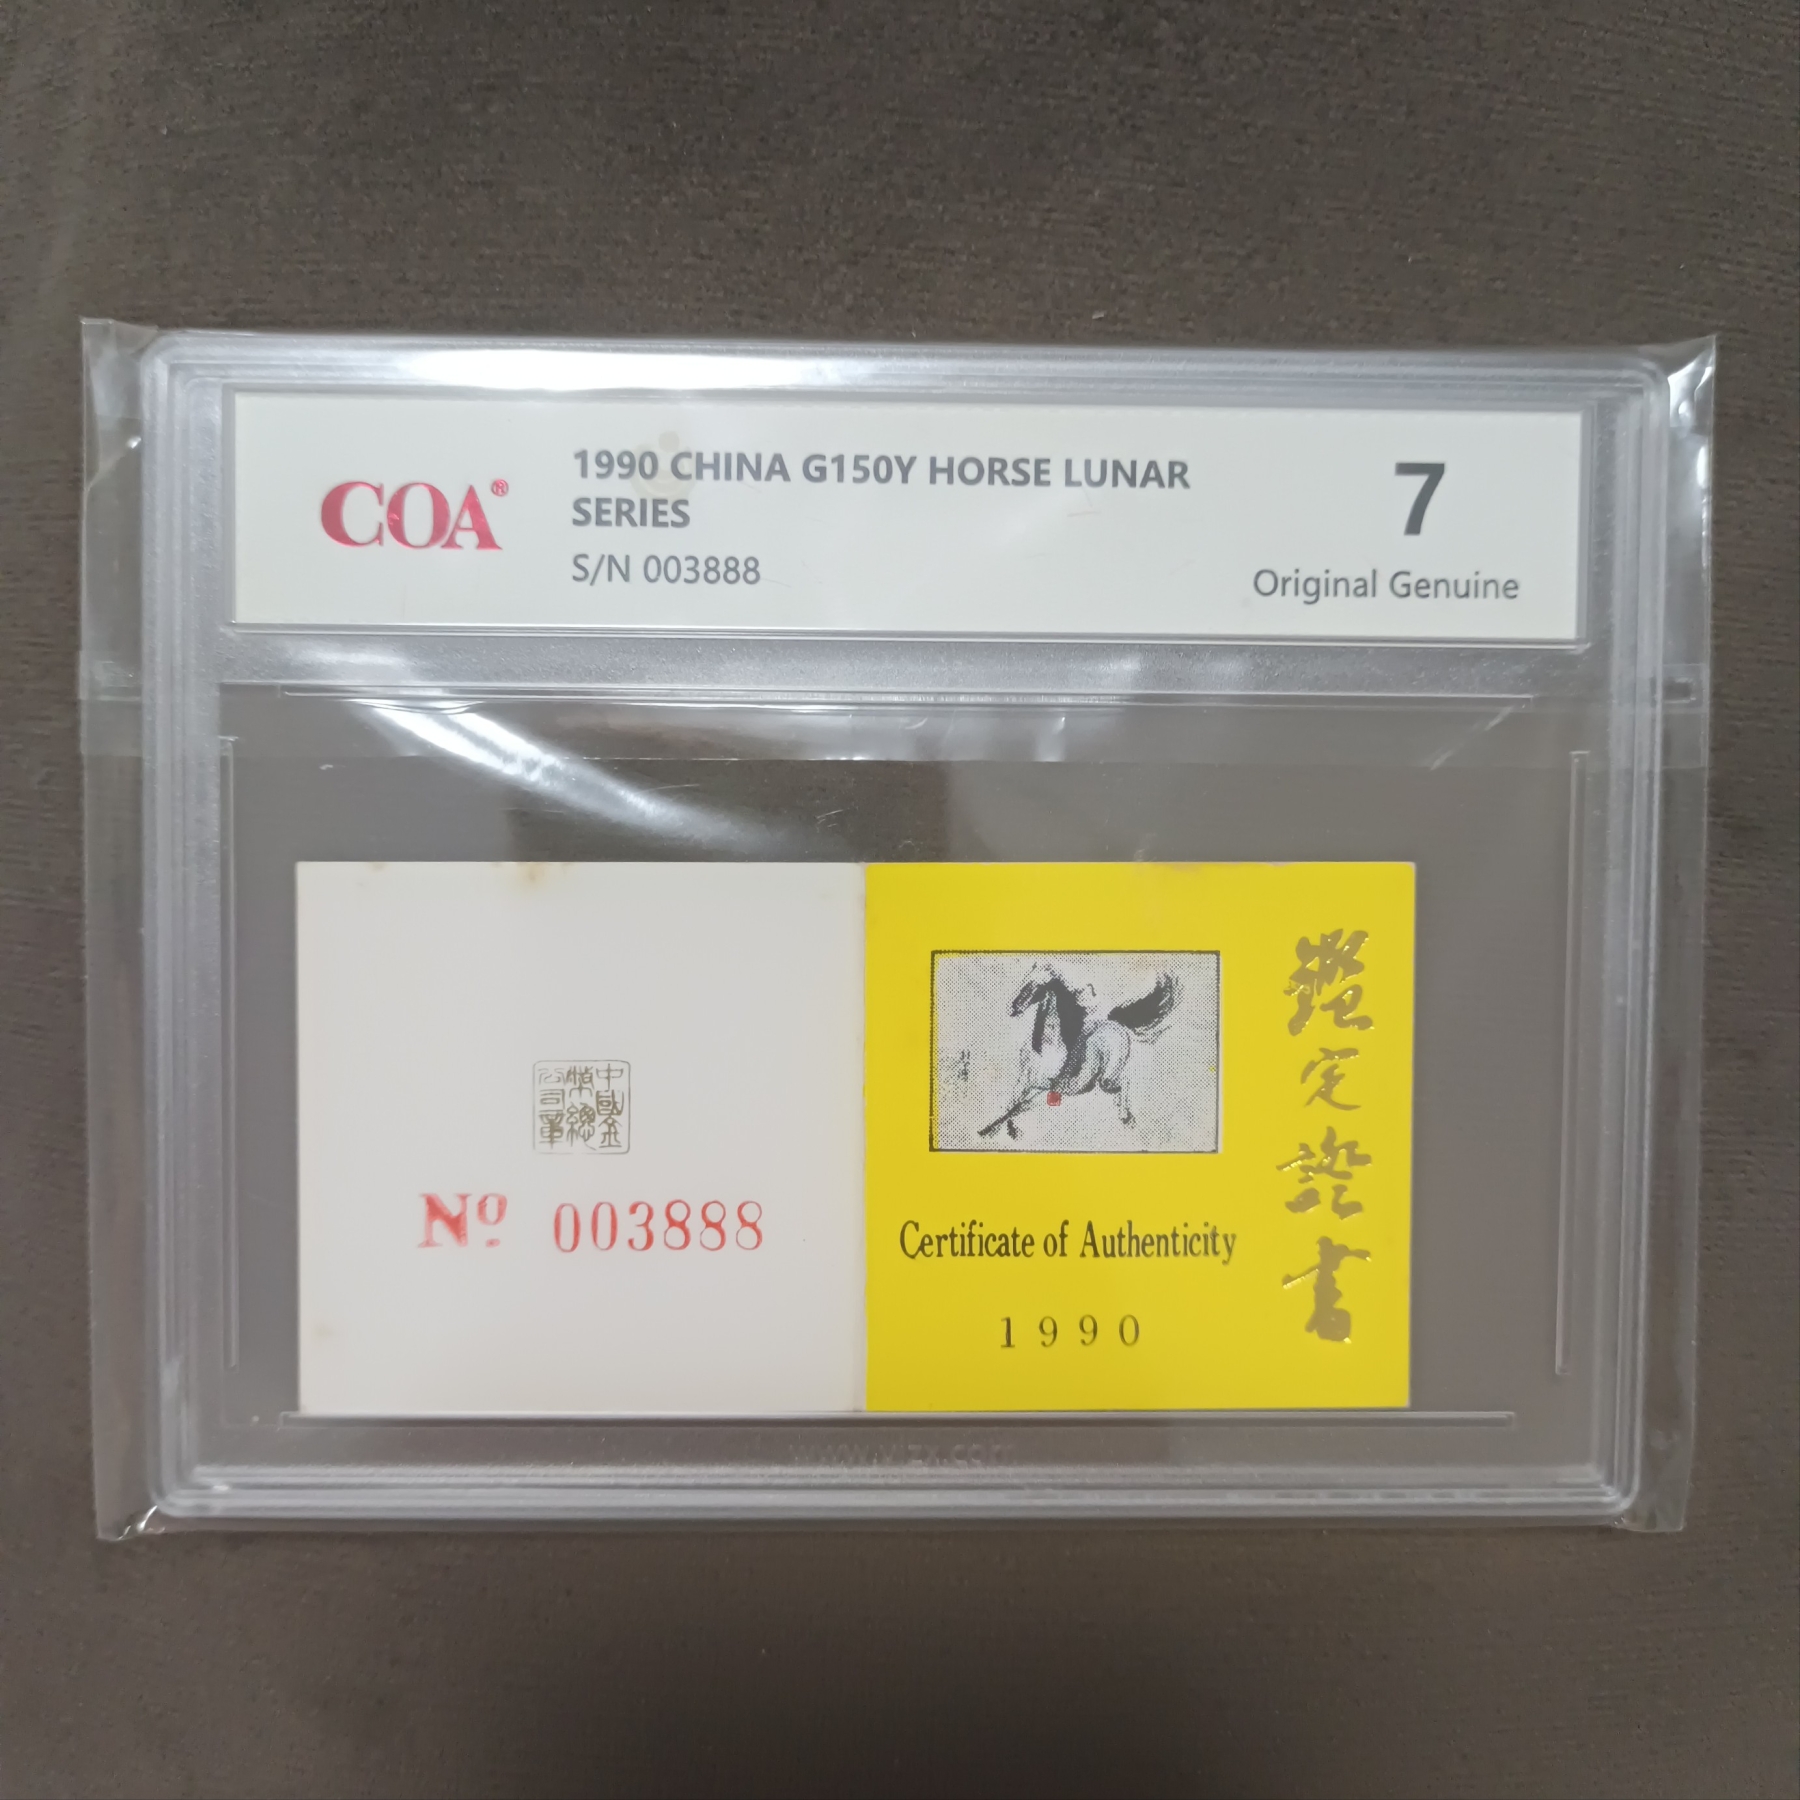 COA®
1990 CHINA G150Y HORSE LUNAR
SERIES
S/N 003888
7
Original Genuine
中國金
幣總
公司章
Nº 003888
鑑定證書
Certificate of Authenticity
1990